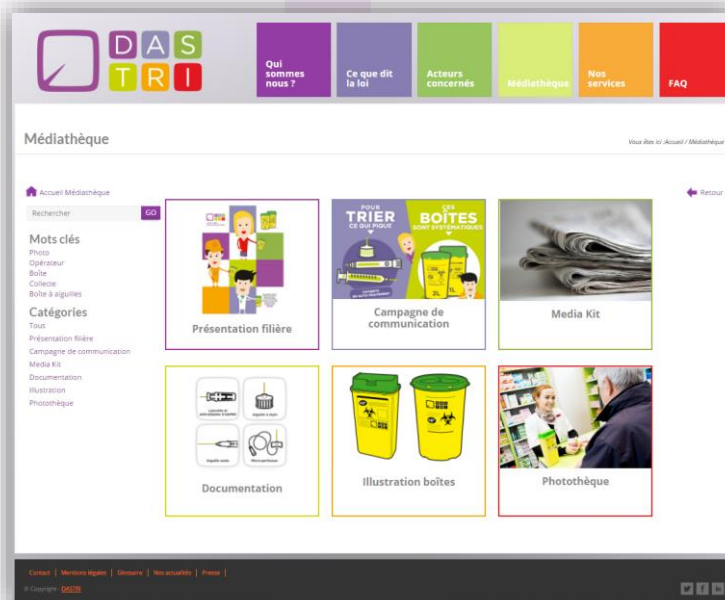 DAS
TRI
Qui
sommes
nous ?
Ce que dit
la loi
Acteurs
concernés
Médiathèque
Nos
services
FAQ
Médiathèque
Vous êtes ici :Accueil / Médiathèque
Accueil Médiathèque
Retour
Rechercher
GO
Mots clés
Photo
Opérateur
Boîte
Collecte
Boîte à aiguilles
Catégories
Tous
Présentation filière
Campagne de communication
Media Kit
Documentation
Illustration
Photothèque
Présentation filière
POUR
TRIER
CE QUI PIQUE
CES
BOÎTES
SONT SYSTÉMATIQUES
2L
1L
Campagne de
communication
Media Kit
Documentation
Illustration boîtes
Photothèque
Contact | Mentions légales | Glossaire | Nos actualités | Presse |
© Copyright - DASTRI